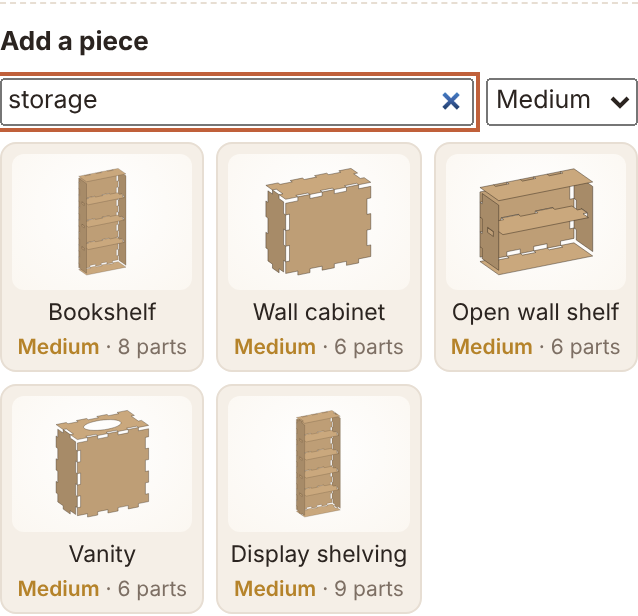 Add a piece
storage
Medium
Bookshelf
Medium · 8 parts
Wall cabinet
Medium · 6 parts
Open wall shelf
Medium · 6 parts
Vanity
Medium · 6 parts
Display shelving
Medium · 9 parts